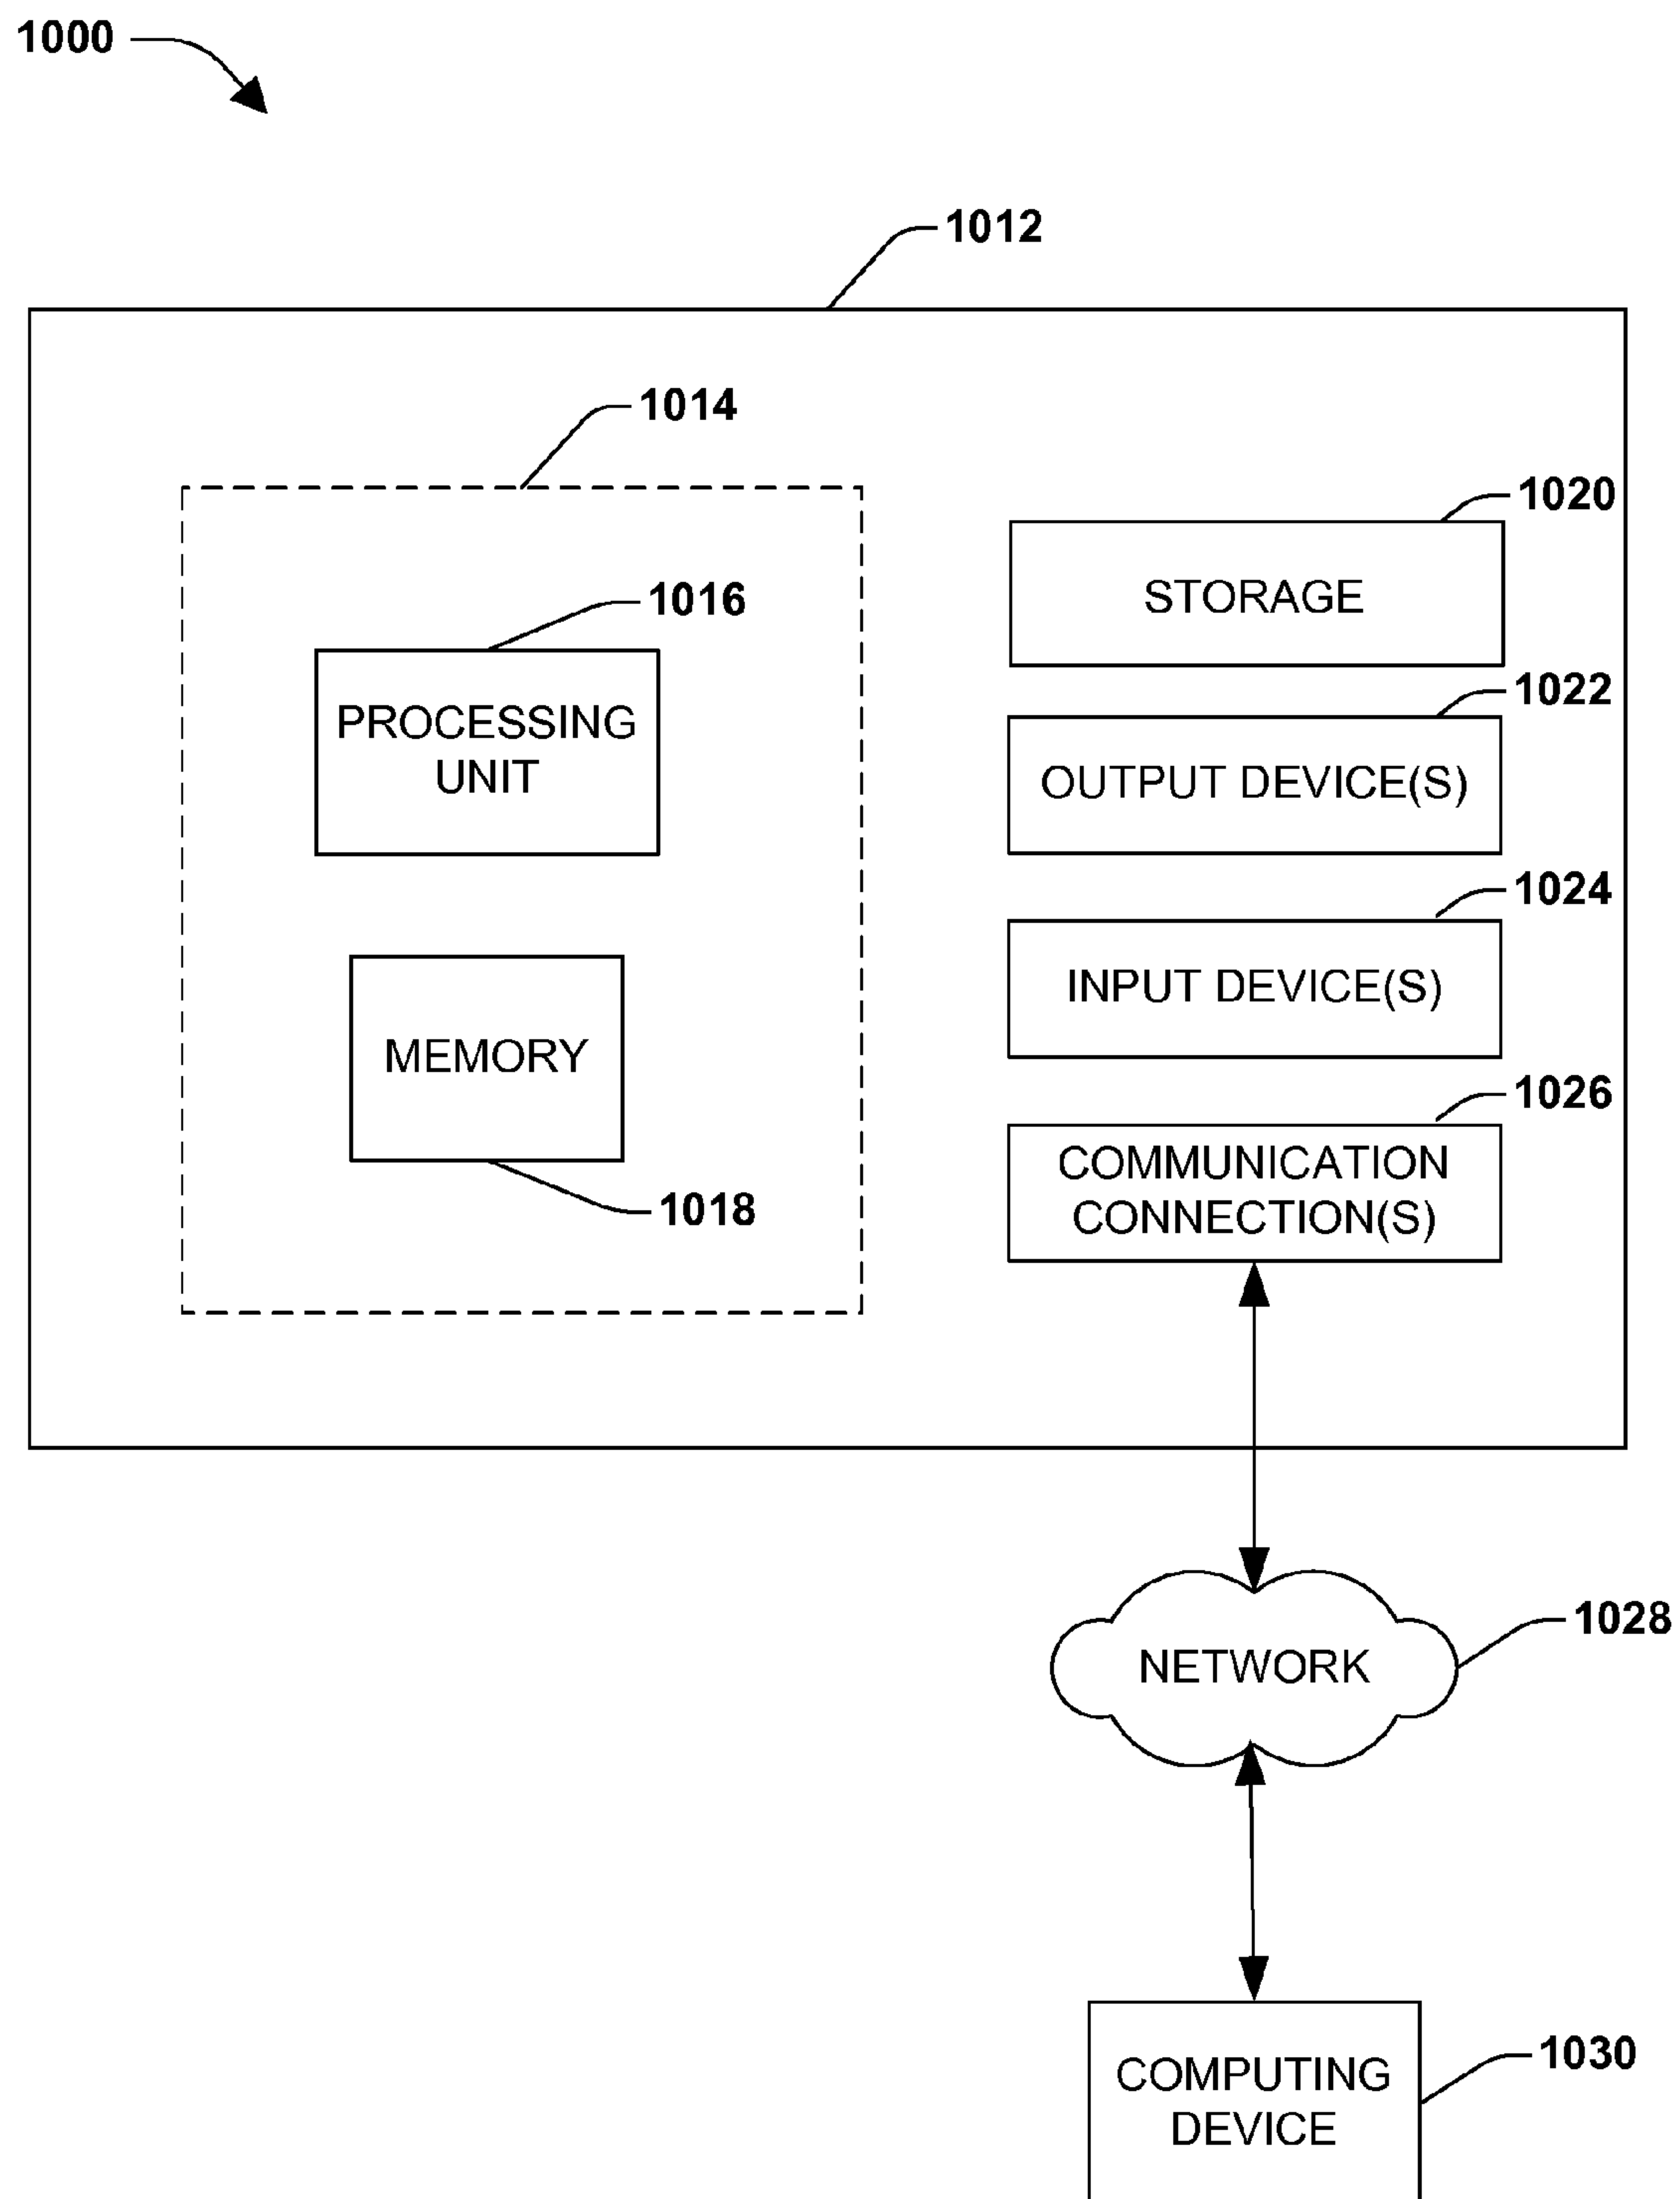 1000
1012
1014
1020
STORAGE
1016
PROCESSING
UNIT
1022
OUTPUT DEVICE(S)
1024
INPUT DEVICE(S)
MEMORY
1018
1026
COMMUNICATION
CONNECTION(S)
1028
NETWORK
1030
COMPUTING
DEVICE